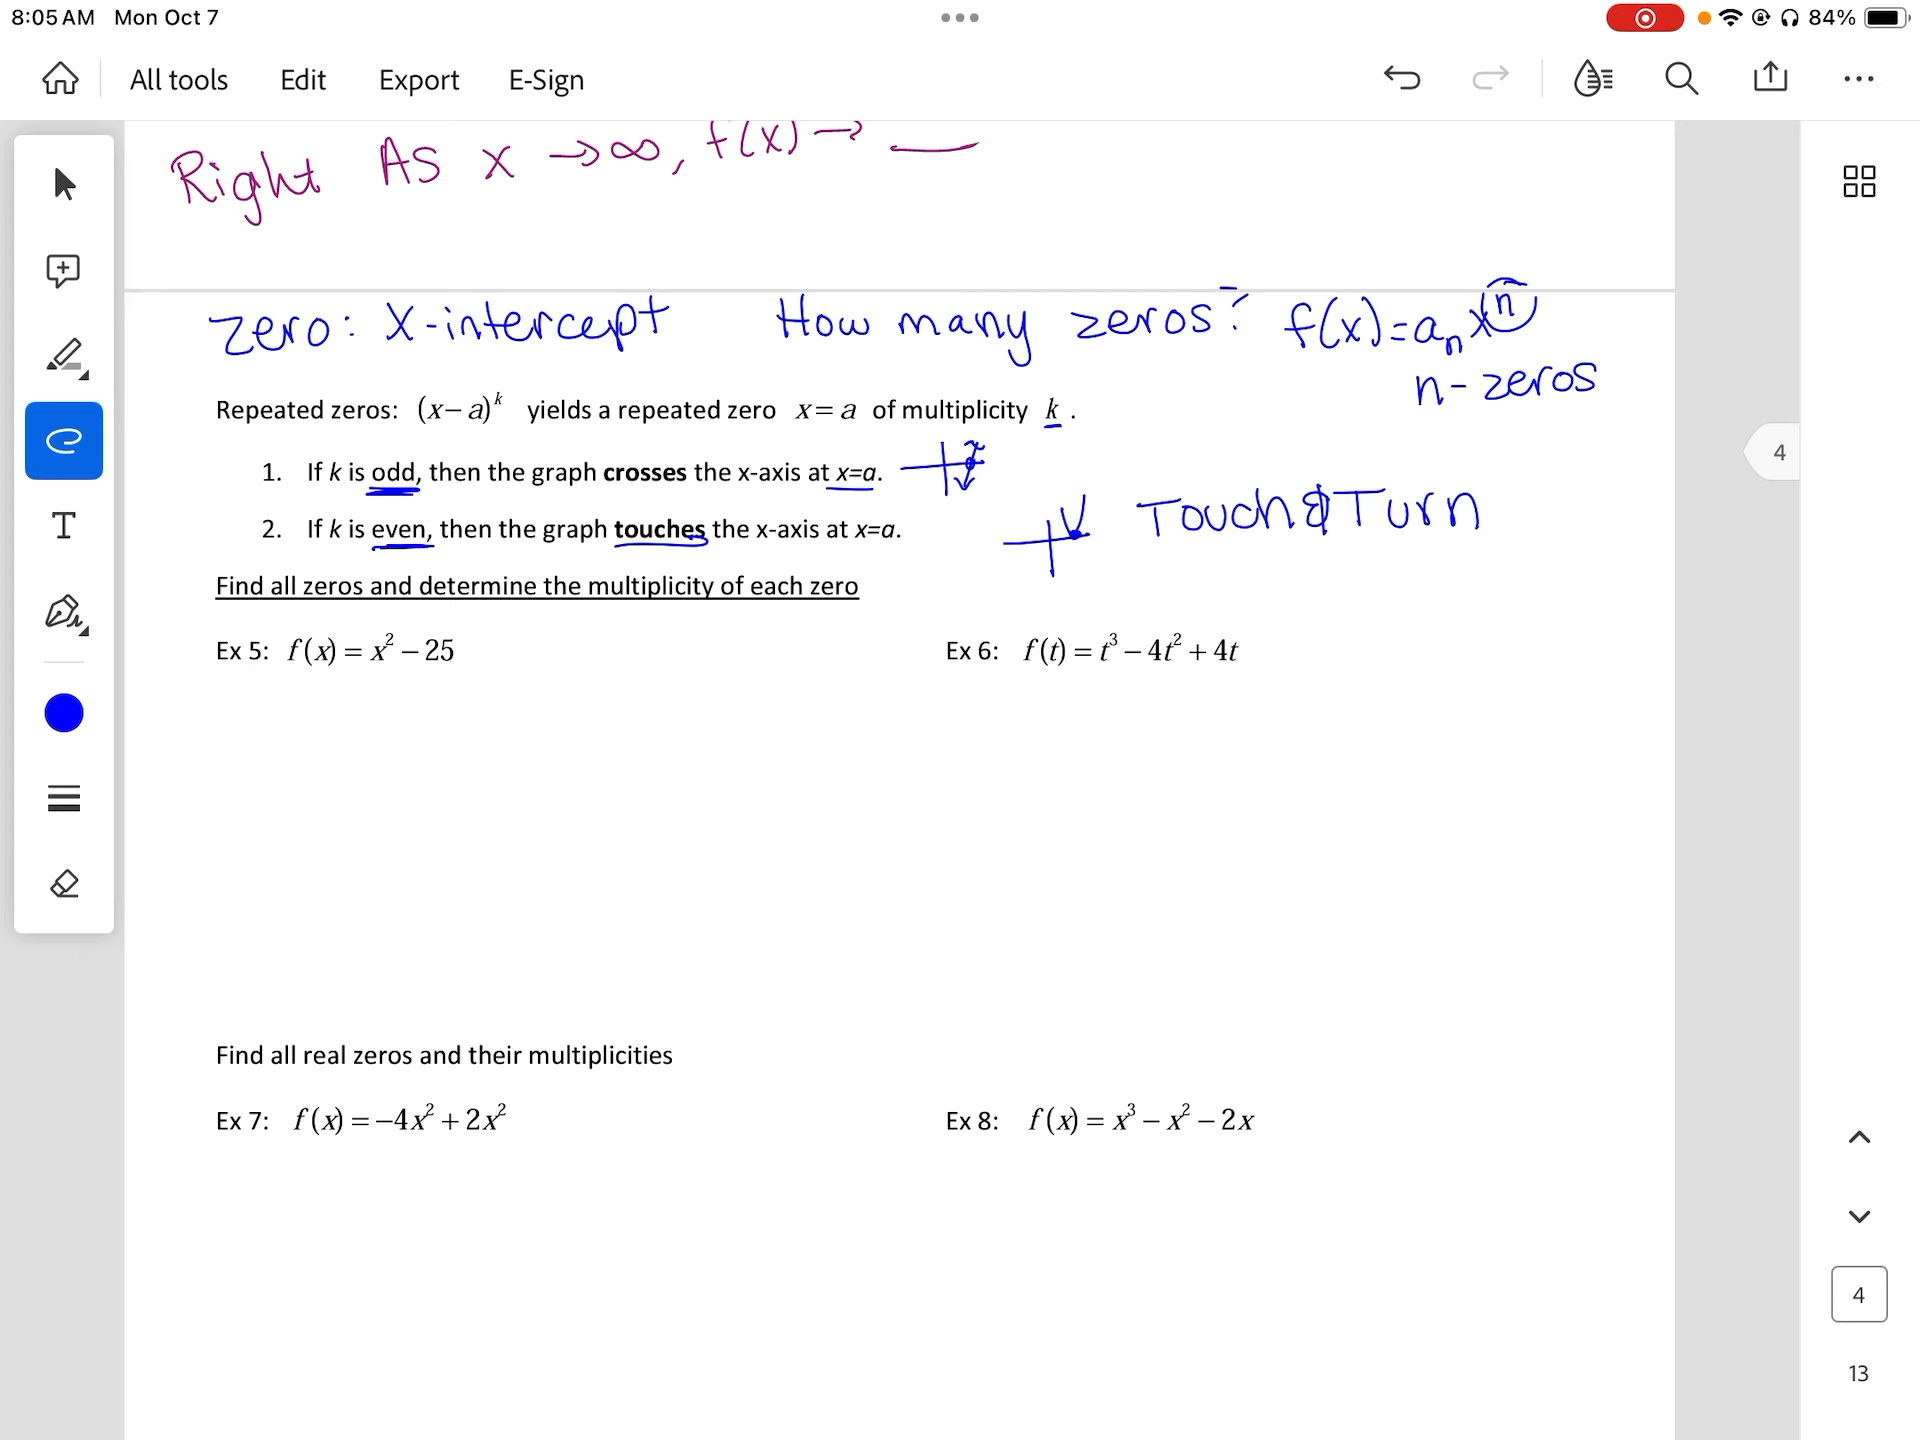 8:05 AM Mon Oct 7
84%
All tools Edit Export E-Sign
Right As x → ∞, f(x) → __
zero: x-intercept How many zeros? f(x) = aₙxⁿ
n - zeros
Repeated zeros: (x – a)ᵏ yields a repeated zero x = a of multiplicity k .
1. If k is odd, then the graph crosses the x-axis at x=a.
2. If k is even, then the graph touches the x-axis at x=a.
Touch & Turn
Find all zeros and determine the multiplicity of each zero
Ex 5: f(x) = x² – 25 Ex 6: f(t) = t³ – 4t² + 4t
Find all real zeros and their multiplicities
Ex 7: f(x) = –4x² + 2x² Ex 8: f(x) = x³ – x² – 2x
4
4
13